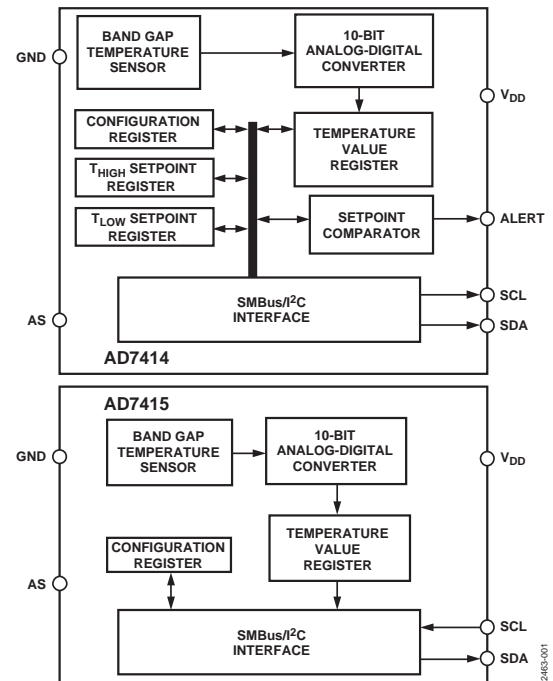 BAND GAP
TEMPERATURE
SENSOR
10-BIT
ANALOG-DIGITAL
CONVERTER
GND
VDD
CONFIGURATION
REGISTER
TEMPERATURE
VALUE
REGISTER
THIGH SETPOINT
REGISTER
TLOW SETPOINT
REGISTER
SETPOINT
COMPARATOR
ALERT
SMBus/I2C
INTERFACE
SCL
SDA
AS
AD7414
AD7415
BAND GAP
TEMPERATURE
SENSOR
10-BIT
ANALOG-DIGITAL
CONVERTER
GND
VDD
CONFIGURATION
REGISTER
TEMPERATURE
VALUE
REGISTER
AS
SMBus/I2C
INTERFACE
SCL
SDA
2463-001